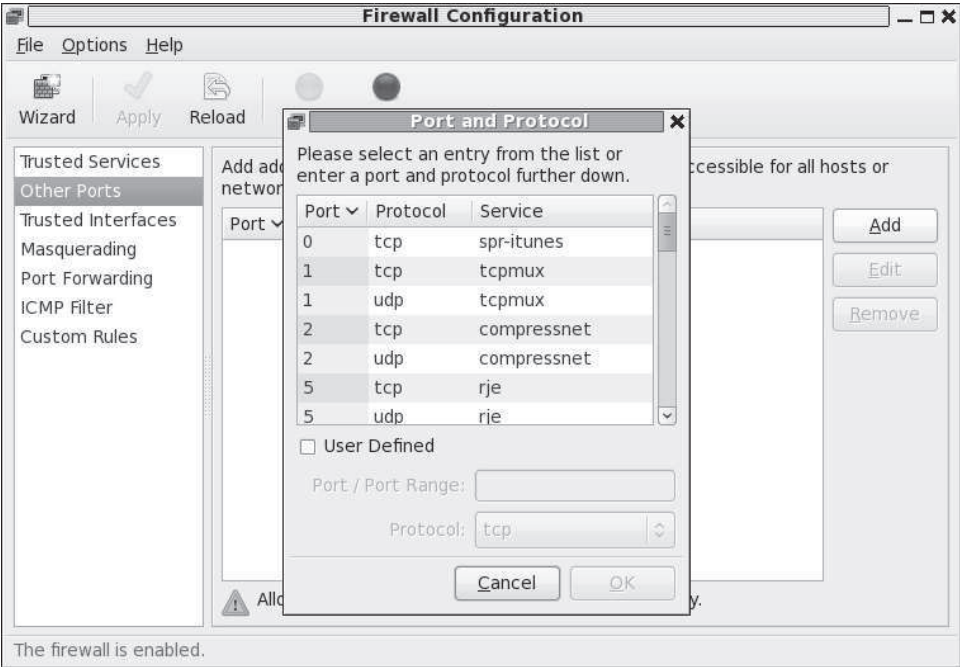 Firewall Configuration
File Options Help
Wizard Apply Reload
Trusted Services
Other Ports
Trusted Interfaces
Masquerading
Port Forwarding
ICMP Filter
Custom Rules
Add
ccessible for all hosts or
Port
Add
Edit
Remove
Port and Protocol
Please select an entry from the list or
enter a port and protocol further down.
Port Protocol Service
0 tcp spr-itunes
1 tcp tcpmux
1 udp tcpmux
2 tcp compressnet
2 udp compressnet
5 tcp rje
5 udp rje
User Defined
Port / Port Range:
Protocol: tcp
Cancel OK
The firewall is enabled.